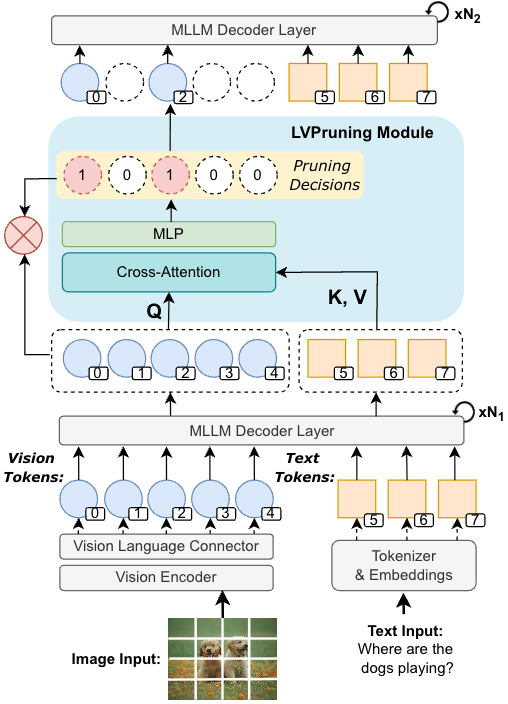 MLLM Decoder Layer
xN2
0
2
5
6
7
LVPruning Module
1
0
1
0
0
Pruning
Decisions
MLP
Cross-Attention
Q
K, V
0
1
2
3
4
5
6
7
MLLM Decoder Layer
xN1
Vision
Tokens:
Text
Tokens:
0
1
2
3
4
5
6
7
Vision Language Connector
Vision Encoder
Tokenizer
& Embeddings
Image Input:
Text Input:
Where are the
dogs playing?